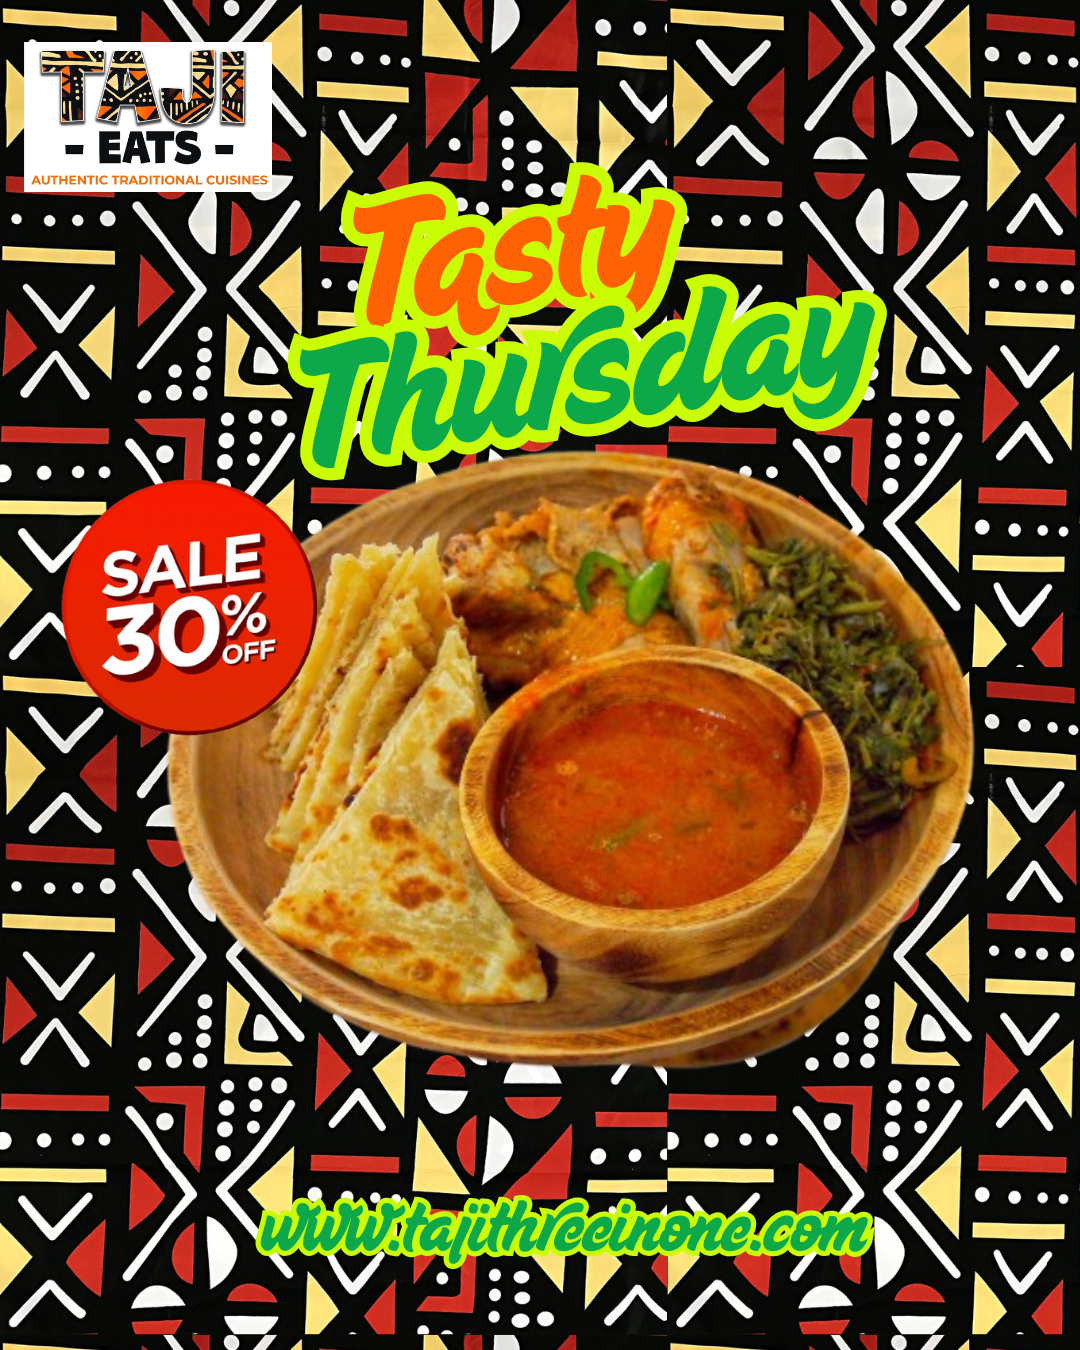 TAJI
- EATS -
AUTHENTIC TRADITIONAL CUISINES
Tasty
Thursday
SALE
30%
OFF
www.tajithreeinone.com